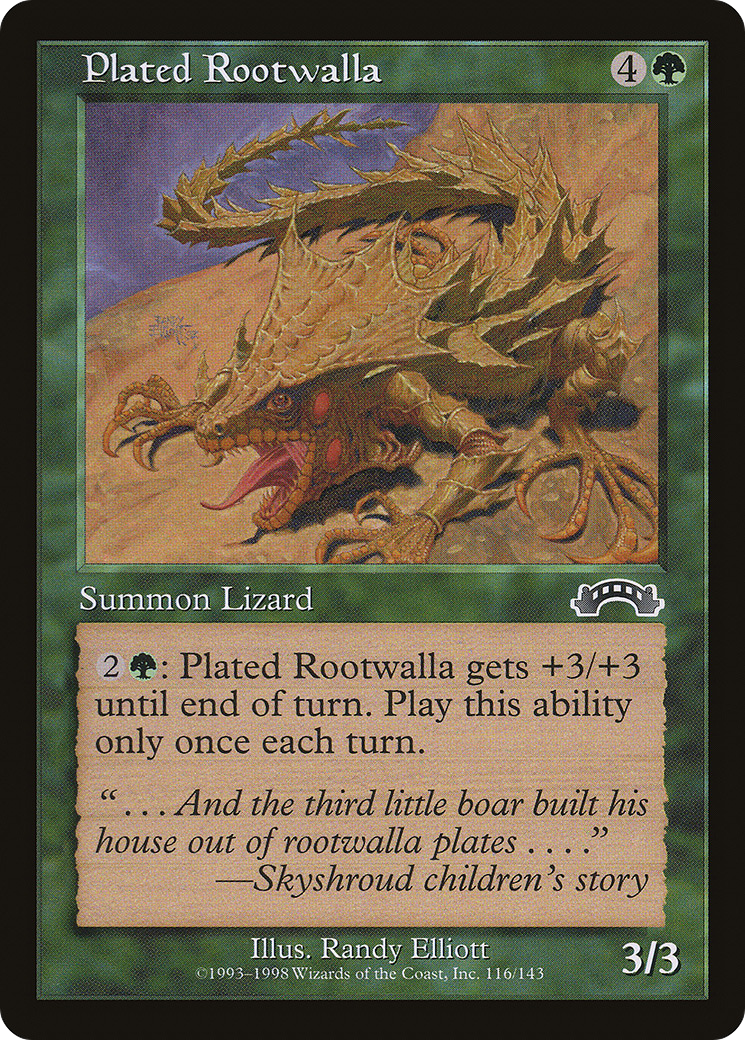 Plated Rootwalla 4
Summon Lizard
2 : Plated Rootwalla gets +3/+3
until end of turn. Play this ability
only once each turn.
“ . . . And the third little boar built his
house out of rootwalla plates . . . .”
—Skyshroud children’s story
Illus. Randy Elliott
©1993–1998 Wizards of the Coast, Inc. 116/143
3/3